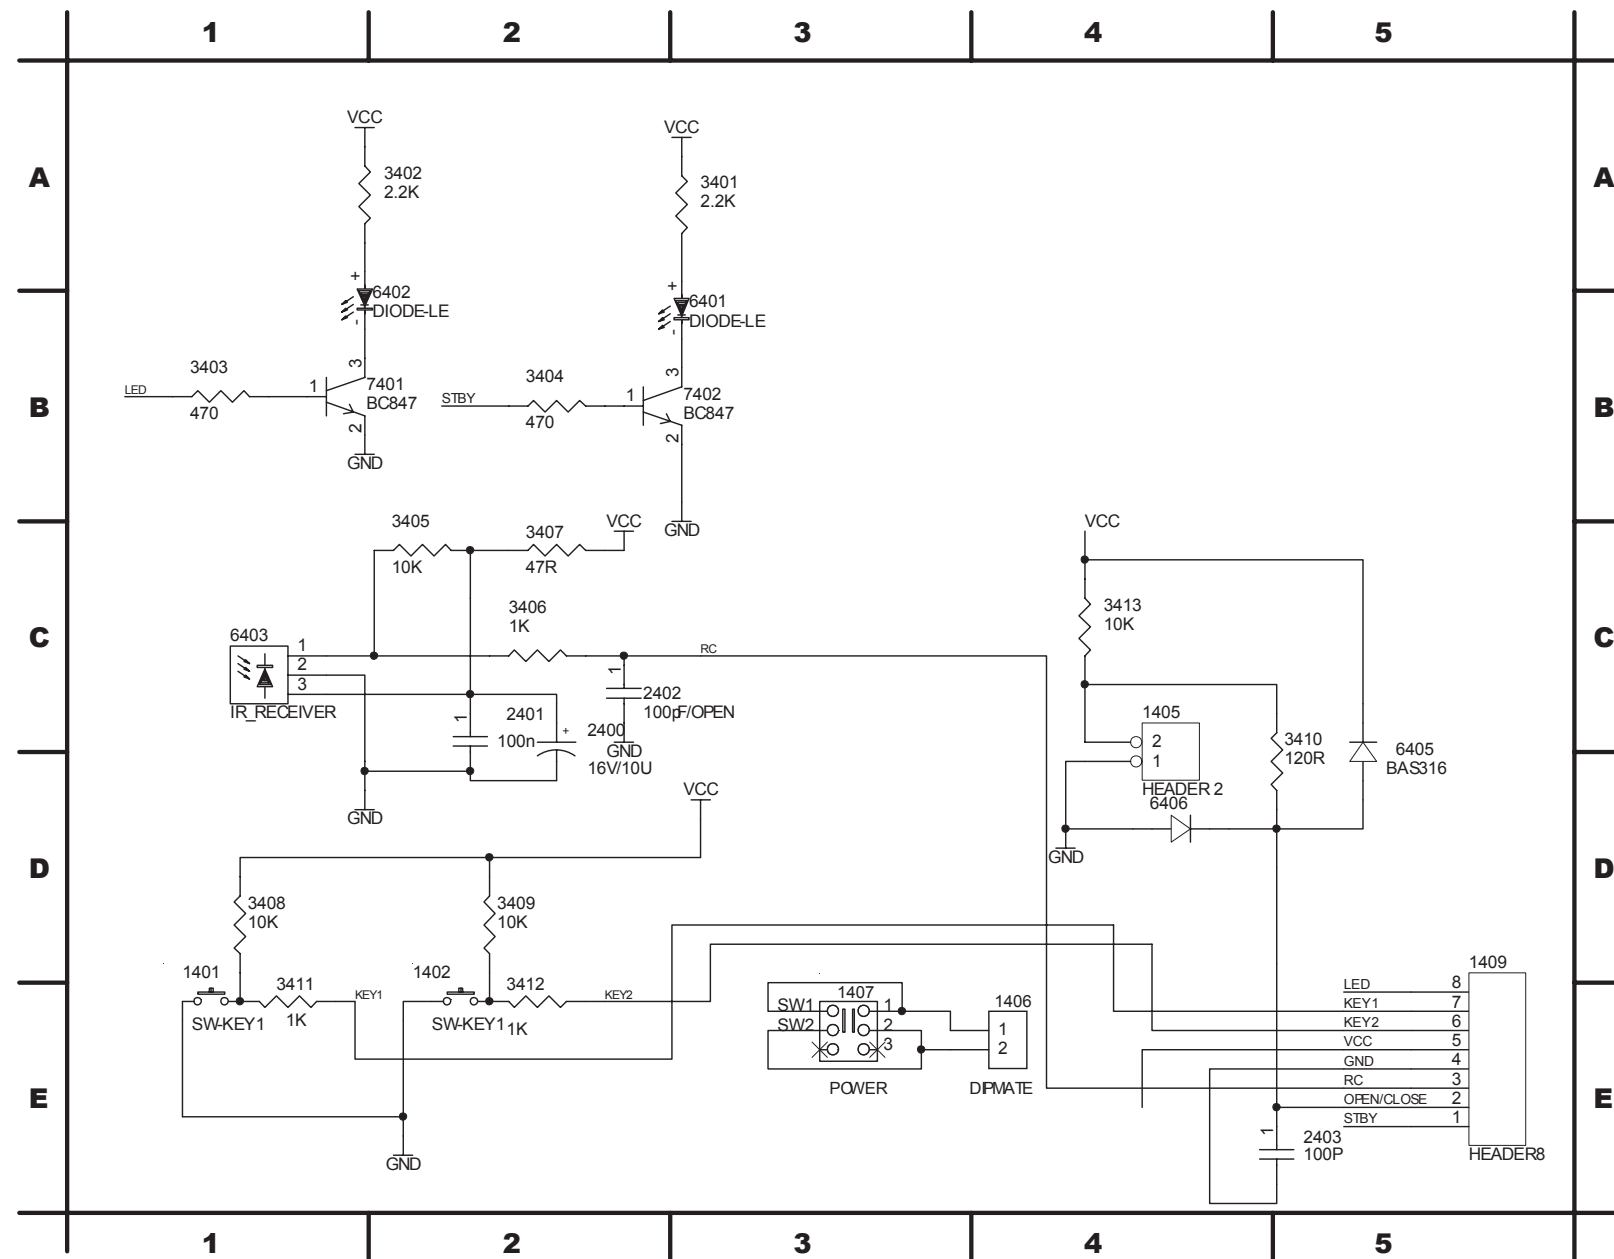 1 2 3 4 5
A A
B B
C C
D D
E E
VCC
3402
2.2K
+
6402
DIODE-LE
-
3403
LED
470
1
3
7401
BC847
2
GND
VCC
3401
2.2K
+
6401
DIODE-LE
-
3404
STBY
470
1
3
7402
BC847
2
GND
3405
10K
3407
47R
VCC
3406
1K
6403
1
2
3
IR_RECEIVER
RC
1
2402
100pF/OPEN
GND
1
2401
100n
+
2400
16V/10U
GND
VCC
3413
10K
1405
2
1
HEADER 2
3410
120R
6405
BAS316
6406
GND
VCC
3408
10K
3409
10K
1401
SW-KEY1
3411
1K
KEY1
1402
SW-KEY1
3412
1K
KEY2
GND
1407
SW1
SW2
1
2
3
POWER
1406
1
2
DIPMATE
1409
LED 8
KEY1 7
KEY2 6
VCC 5
GND 4
RC 3
OPEN/CLOSE 2
STBY 1
HEADER8
1
2403
100P
1 2 3 4 5